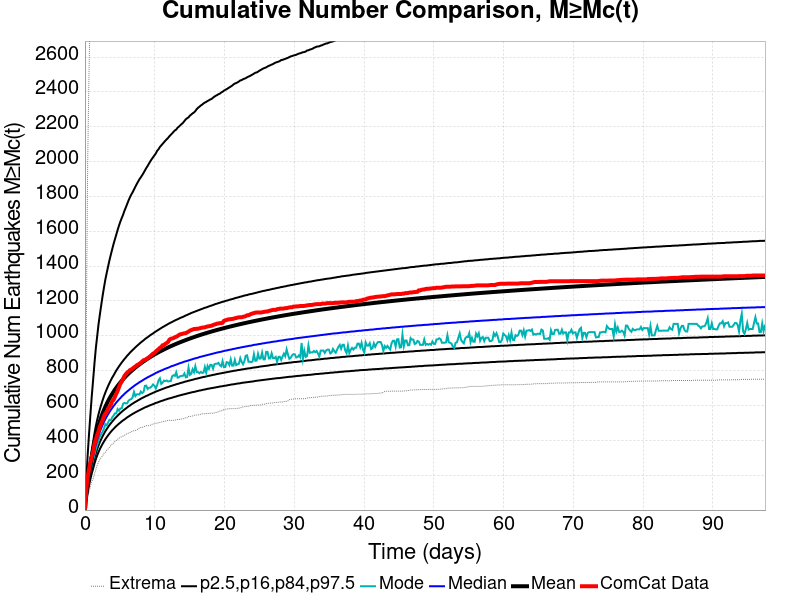 Cumulative Number Comparison, M≥Mc(t)
Cumulative Num Earthquakes M≥Mc(t)
2600
2400
2200
2000
1800
1600
1400
1200
1000
800
600
400
200
0
0 10 20 30 40 50 60 70 80 90
Time (days)
Extrema p2.5,p16,p84,p97.5 Mode Median Mean ComCat Data